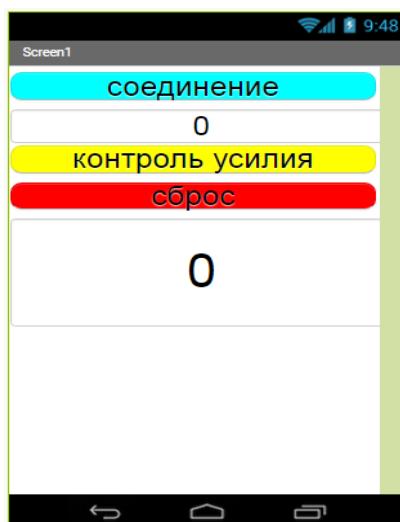 9:48
Screen1
соединение
0
контроль усилия
сброс
0